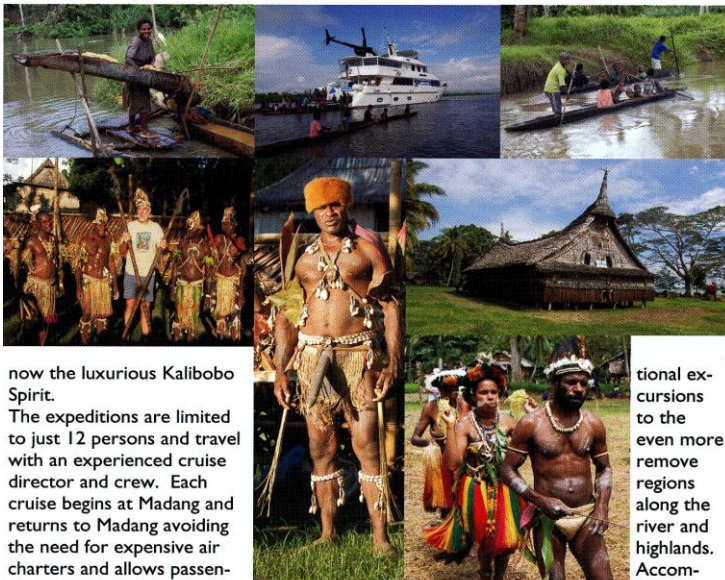 now the luxurious Kalibobo
Spirit.
The expeditions are limited
to just 12 persons and travel
with an experienced cruise
director and crew. Each
cruise begins at Madang and
returns to Madang avoiding
the need for expensive air
charters and allows passen-
tional ex-
cursions
to the
even more
remove
regions
along the
river and
highlands.
Accom-